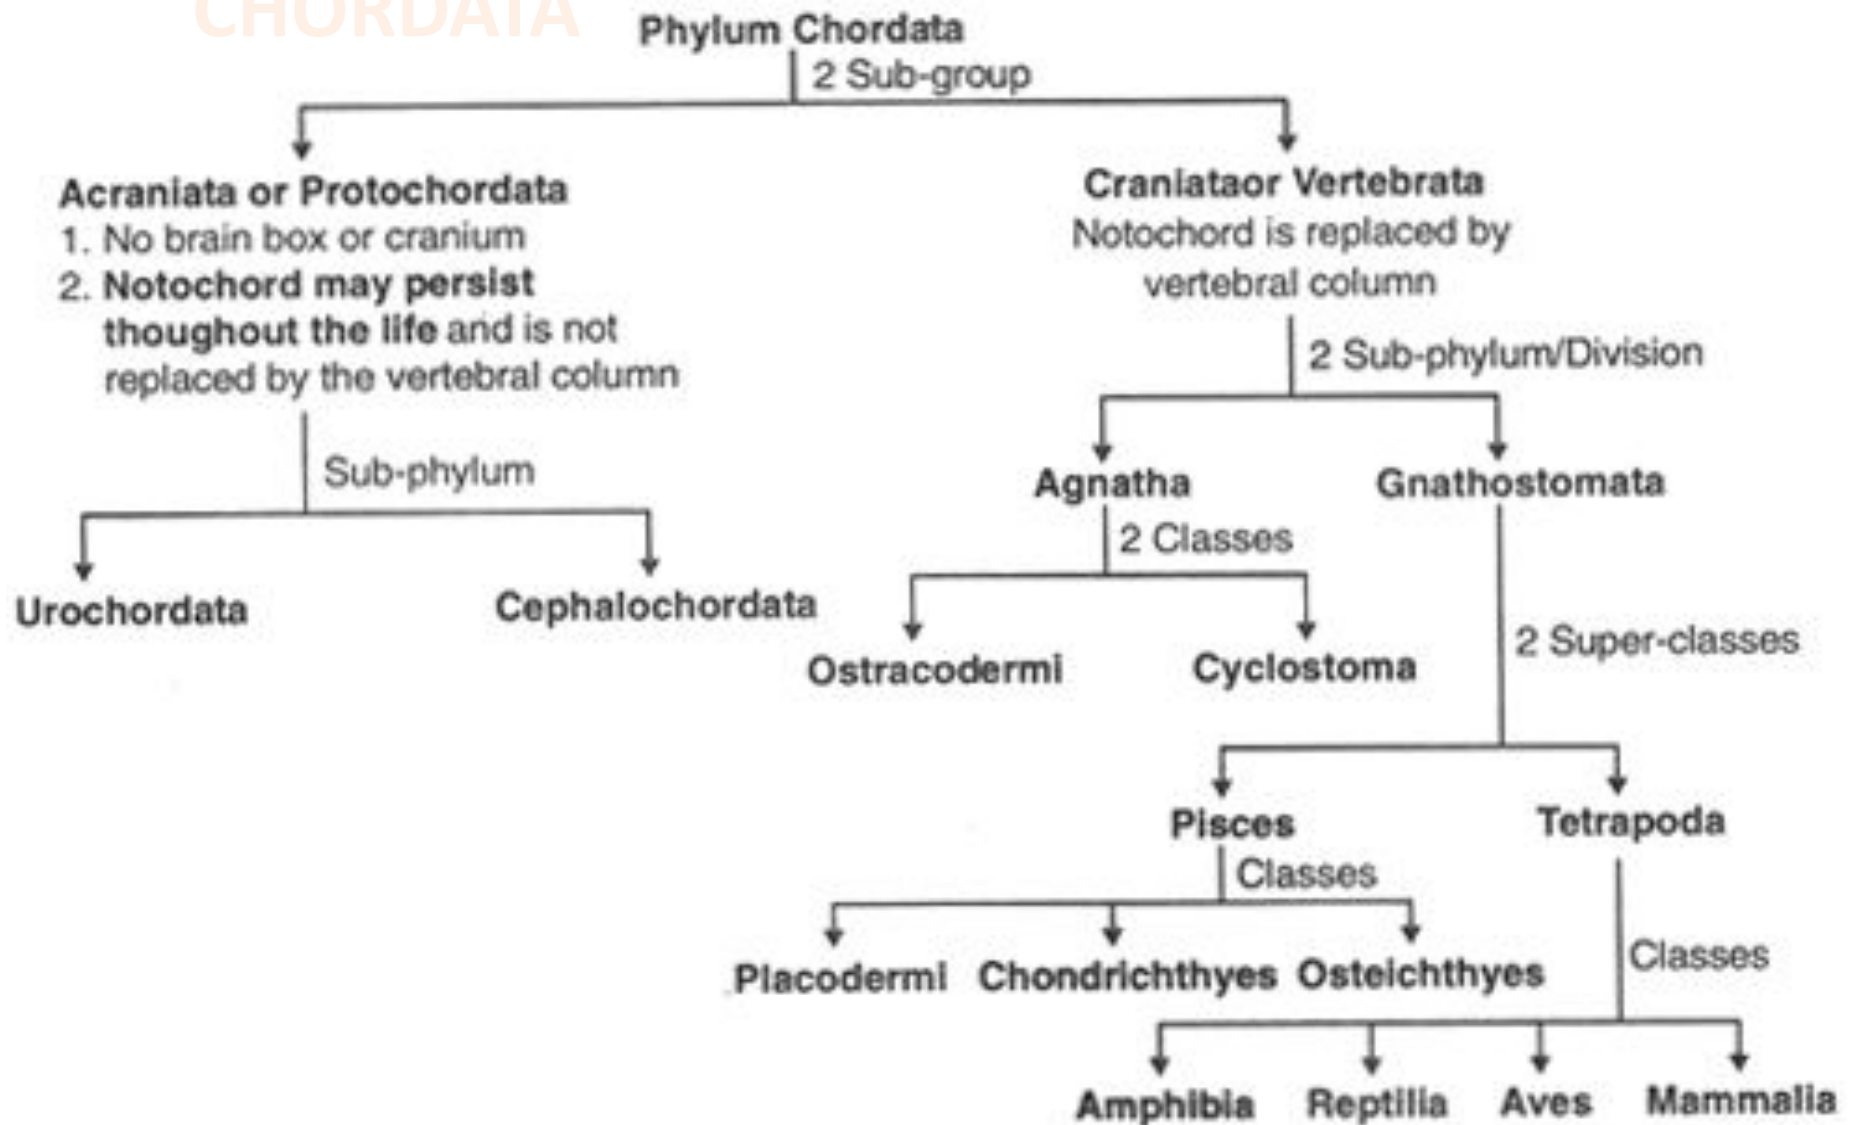 CHORDATA
Phylum Chordata
2 Sub-group
Acraniata or Protochordata
1. No brain box or cranium
2. Notochord may persist
thoughout the life and is not
replaced by the vertebral column
Sub-phylum
Urochordata
Cephalochordata
Craniataor Vertebrata
Notochord is replaced by
vertebral column
2 Sub-phylum/Division
Agnatha
Gnathostomata
2 Classes
Ostracodermi
Cyclostoma
2 Super-classes
Pisces
Tetrapoda
Classes
Placodermi
Chondrichthyes
Osteichthyes
Classes
Amphibia
Reptilia
Aves
Mammalia